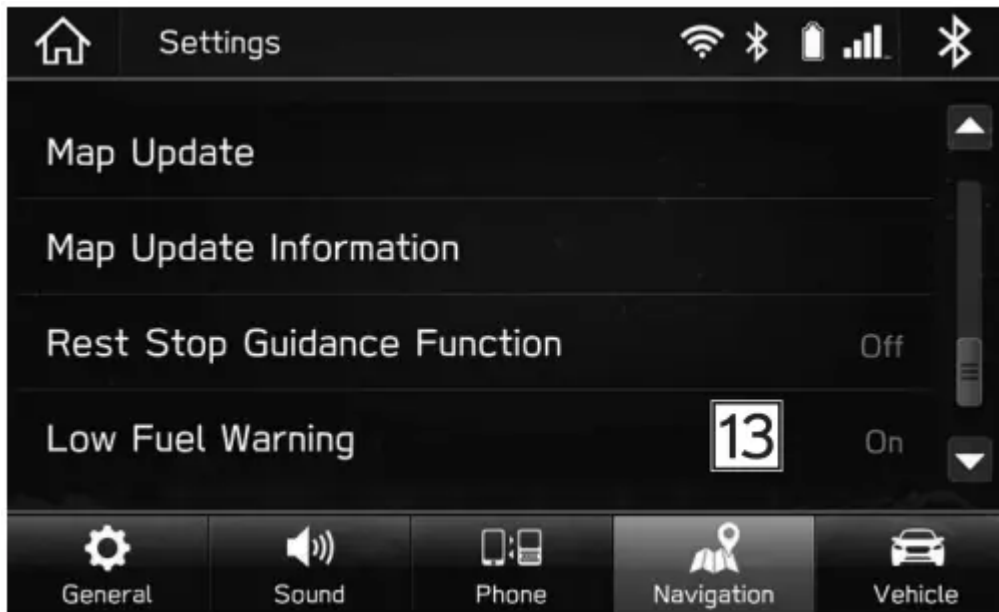 Settings
Map Update
Map Update Information
Rest Stop Guidance Function Off
Low Fuel Warning 13 On
General Sound Phone Navigation Vehicle